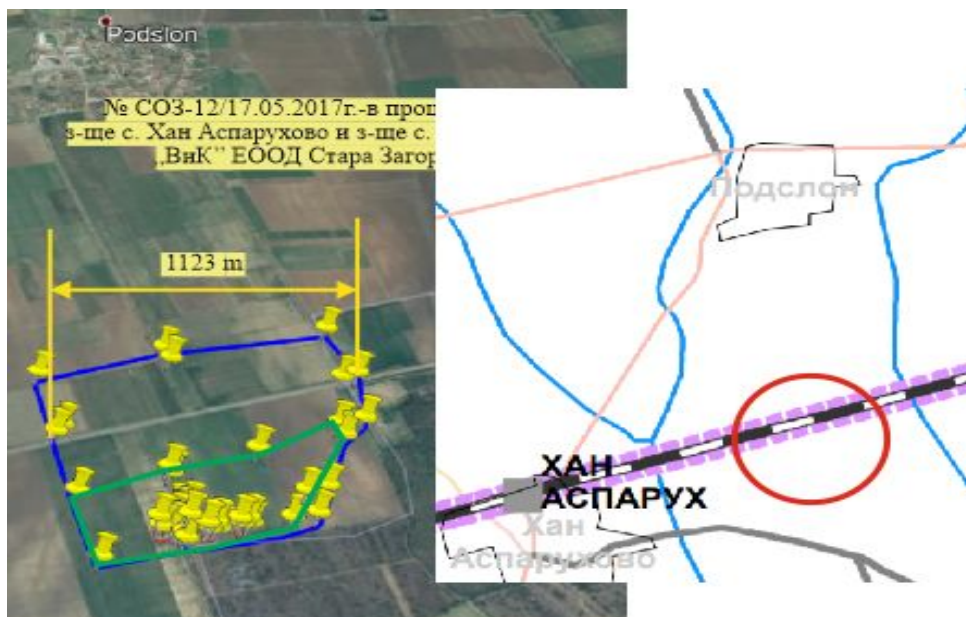 Podslon
№ СОЗ-12/17.05.2017г.-в проц
з-ще с. Хан Аспарухово и з-ще с.
„ВиК” ЕООД Стара Загор
1123 m
Подслон
ХАН
АСПАРУХ
Хан
Аспарухово